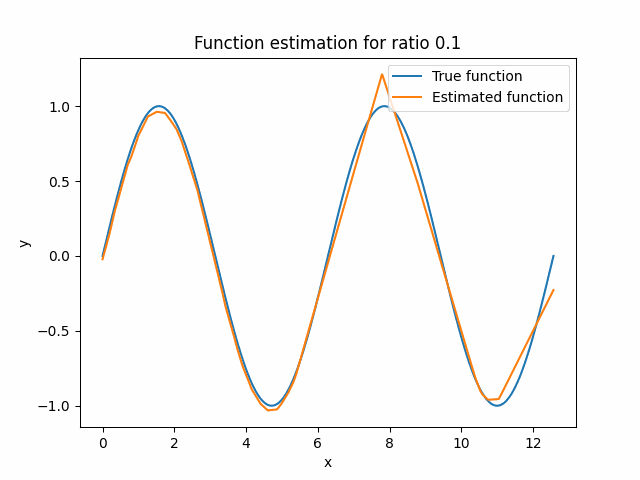 Function estimation for ratio 0.1
True function
Estimated function
1.0
0.5
0.0
−0.5
−1.0
y
0 2 4 6 8 10 12
x